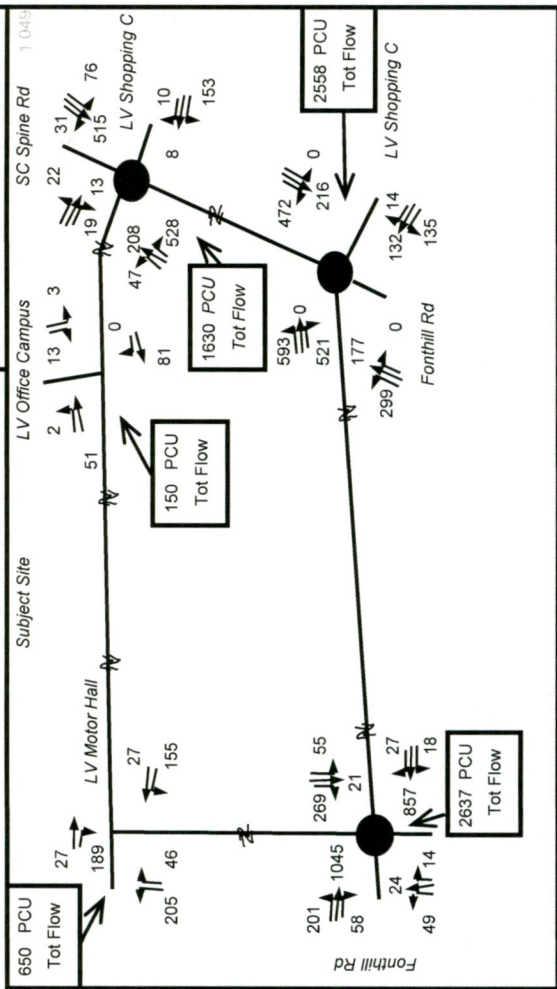 1.049
SC Spine Rd
LV Office Campus
Subject Site
LV Motor Hall
LV Shopping C
31
76
515
22
13
19
10
153
8
208
528
47
3
13
0
81
2
51
1630 PCU
Tot Flow
150 PCU
Tot Flow
2558 PCU
Tot Flow
LV Shopping C
0
472
216
14
132
135
593
0
521
177
0
299
Fonthill Rd
27
189
27
155
46
205
650 PCU
Tot Flow
55
269
21
27
18
857
1045
201
58
14
24
49
2637 PCU
Tot Flow
Fonthill Rd